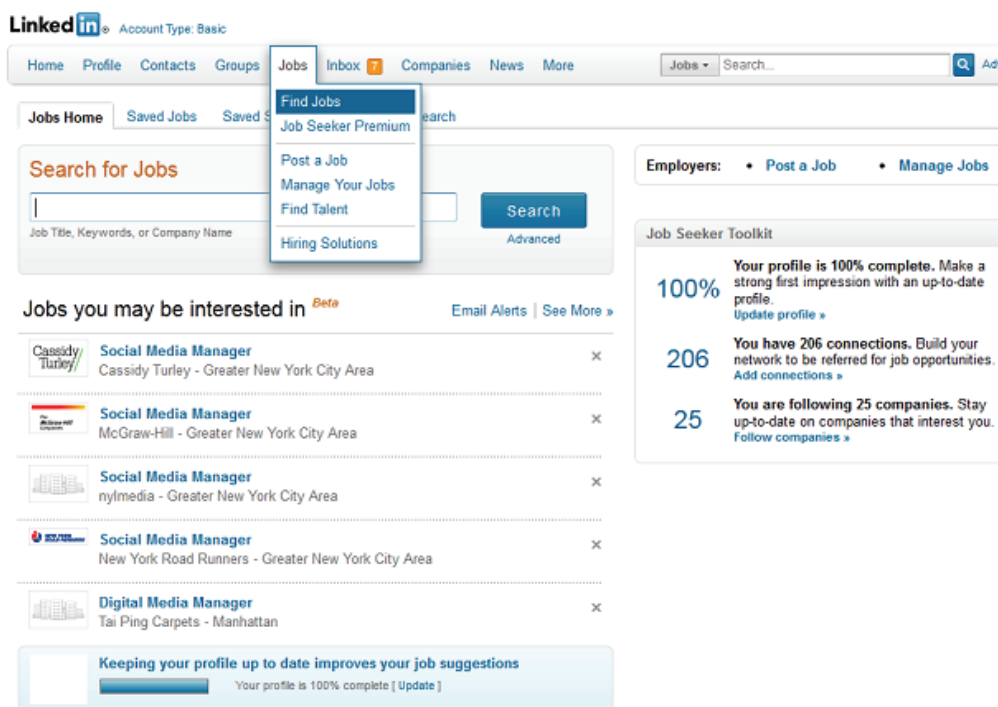 Linked in® Account Type: Basic
Home Profile Contacts Groups Jobs Inbox 7 Companies News More Jobs Search...
Jobs Home Saved Jobs Saved
Find Jobs
Job Seeker Premium
Post a Job
Manage Your Jobs
Find Talent
Hiring Solutions
Search for Jobs
Search
Job Title, Keywords, or Company Name
Advanced
Employers: • Post a Job • Manage Jobs
Jobs you may be interested in Beta
Email Alerts | See More »
Cassidy
Turley
Social Media Manager
Cassidy Turley - Greater New York City Area
Social Media Manager
McGraw-Hill - Greater New York City Area
Social Media Manager
nylmedia - Greater New York City Area
Social Media Manager
New York Road Runners - Greater New York City Area
Digital Media Manager
Tai Ping Carpets - Manhattan
Keeping your profile up to date improves your job suggestions
Your profile is 100% complete [ Update ]
Job Seeker Toolkit
100%
Your profile is 100% complete. Make a
strong first impression with an up-to-date
profile.
Update profile »
206
You have 206 connections. Build your
network to be referred for job opportunities.
Add connections »
25
You are following 25 companies. Stay
up-to-date on companies that interest you.
Follow companies »